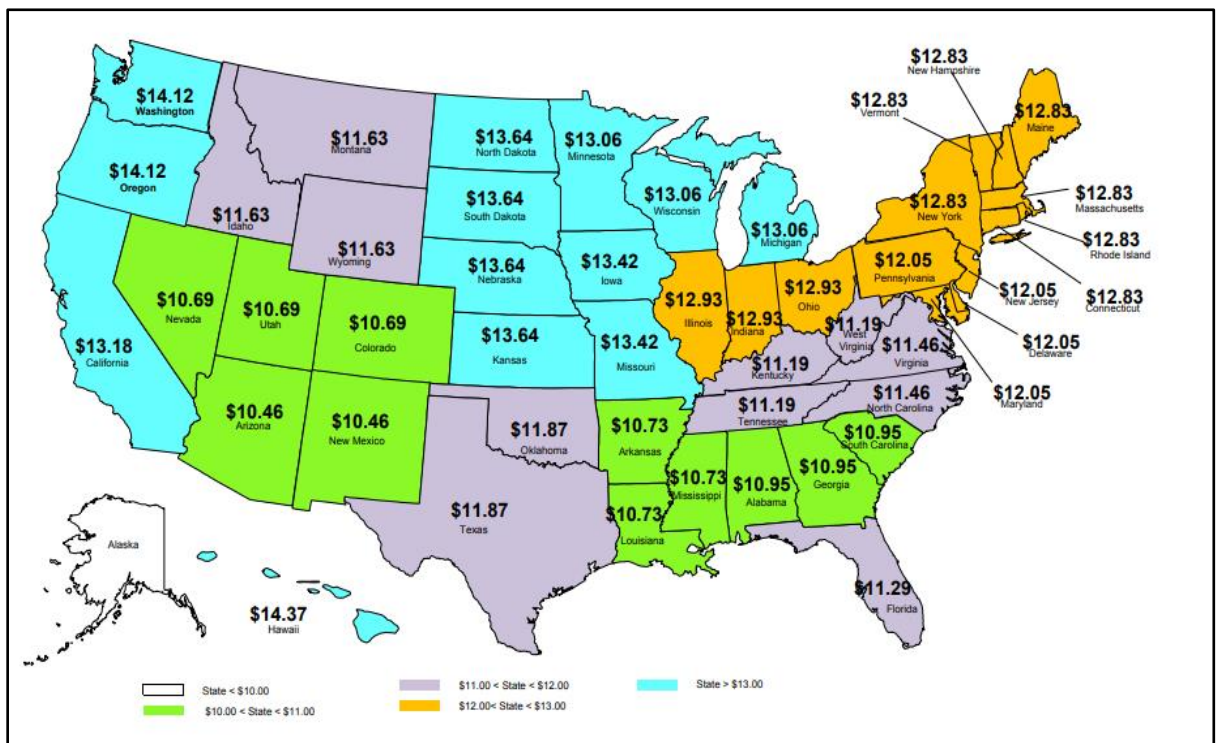 $14.12
Washington
$14.12
Oregon
$13.18
California
$11.63
Idaho
$11.63
Montana
$11.63
Wyoming
$10.69
Nevada
$10.69
Utah
$10.69
Colorado
$10.46
Arizona
$10.46
New Mexico
$13.64
North Dakota
$13.64
South Dakota
$13.64
Nebraska
$13.64
Kansas
$11.87
Oklahoma
$11.87
Texas
$13.06
Minnesota
$13.06
Wisconsin
$13.06
Michigan
$13.42
Iowa
$13.42
Missouri
$10.73
Arkansas
$10.73
Louisiana
$10.73
Mississippi
$12.93
Illinois
$12.93
Indiana
$12.93
Ohio
$11.19
Kentucky
$11.19
Tennessee
$11.19
West
Virginia
$11.46
Virginia
$11.46
North Carolina
$10.95
South Carolina
$10.95
Georgia
$10.95
Alabama
$11.29
Florida
$12.83
New Hampshire
$12.83
Vermont
$12.83
Maine
$12.83
New York
$12.83
Massachusetts
$12.83
Rhode Island
$12.83
Connecticut
$12.05
Pennsylvania
$12.05
New Jersey
$12.05
Delaware
$12.05
Maryland
Alaska
$14.37
Hawaii
State < $10.00
$10.00 < State < $11.00
$11.00 < State < $12.00
$12.00< State < $13.00
State > $13.00